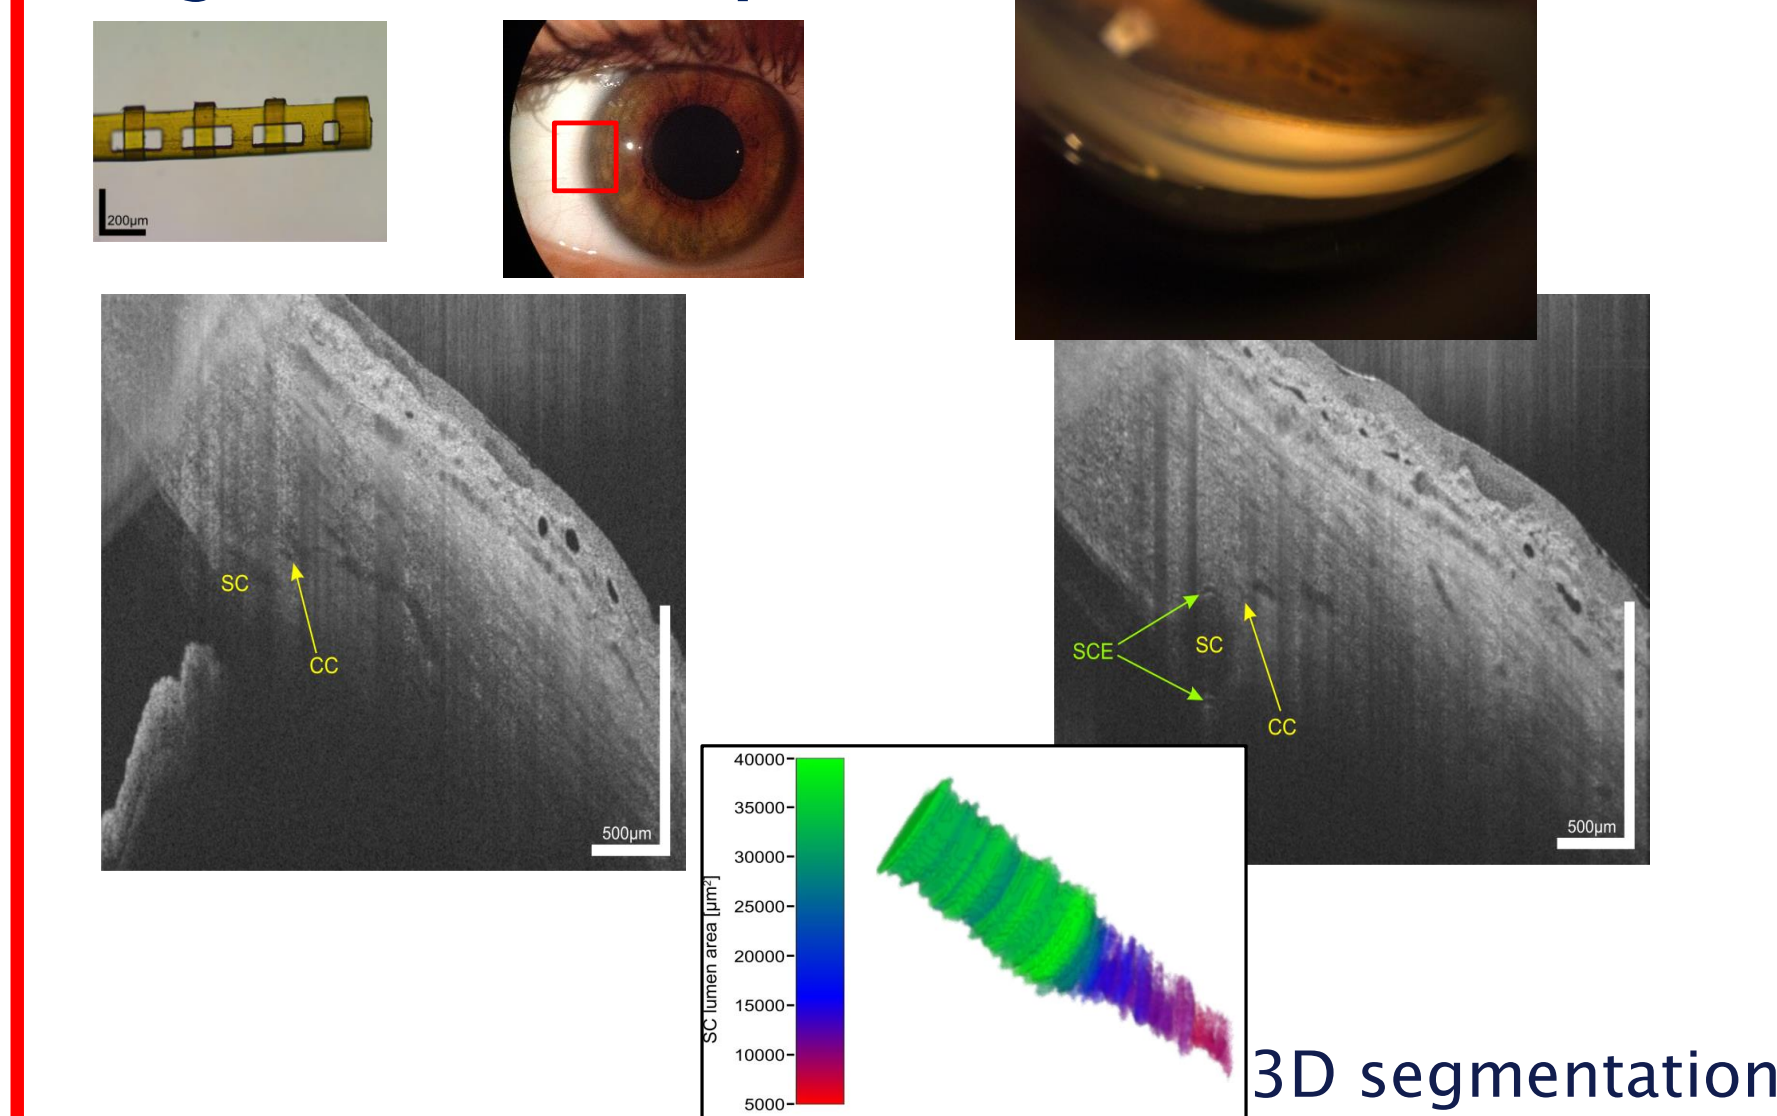 200µm
SC
CC
500µm
SCE
SC
CC
500µm
40000
35000
30000
25000
20000
15000
10000
5000
SC lumen area [µm²]
3D segmentation